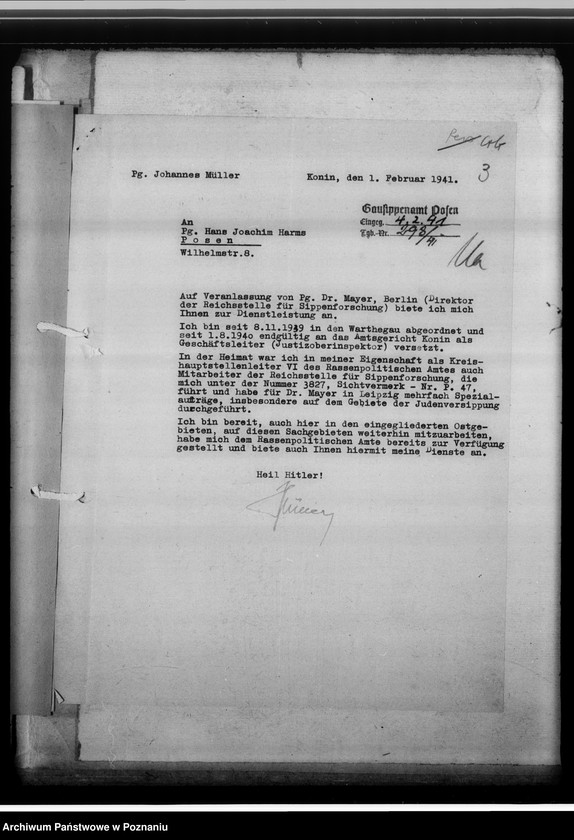 3
Pg. Johannes Müller Konin, den 1. Februar 1941.
Gausippenamt Posen
Eingeg. 4.2.41
Tgb.-Nr. 398/41
An
Pg. Hans Joachim Harms
Posen
Wilhelmstr.8.
Auf Veranlassung von Pg. Dr. Mayer, Berlin (Direktor
der Reichsstelle für Sippenforschung) biete ich mich
Ihnen zur Dienstleistung an.
Ich bin seit 8.11.1939 in den Warthegau abgeordnet und
seit 1.8.194o endgültig an das Amtsgericht Konin als
Geschäftsleiter (Justizoberinspektor) versetzt.
In der Heimat war ich in meiner Eigenschaft als Kreis-
hauptstellenleiter VI des Rassenpolitischen Amtes auch
Mitarbeiter der Reichsstelle für Sippenforschung, die
mich unter der Nummer 3827, Sichtvermerk - Nr. P. 47,
führt und habe für Dr. Mayer in Leipzig mehrfach Spezial-
aufträge, insbesondere auf dem Gebiete der Judenversippung
durchgeführt.
Ich bin bereit, auch hier in den eingegliederten Ostge-
bieten, auf diesen Sachgebieten weiterhin mitzuarbeiten,
habe mich dem Rassenpolitischen Amte bereits zur Verfügung
gestellt und biete auch Ihnen hiermit meine Dienste an.
Heil Hitler!
Archiwum Państwowe w Poznaniu